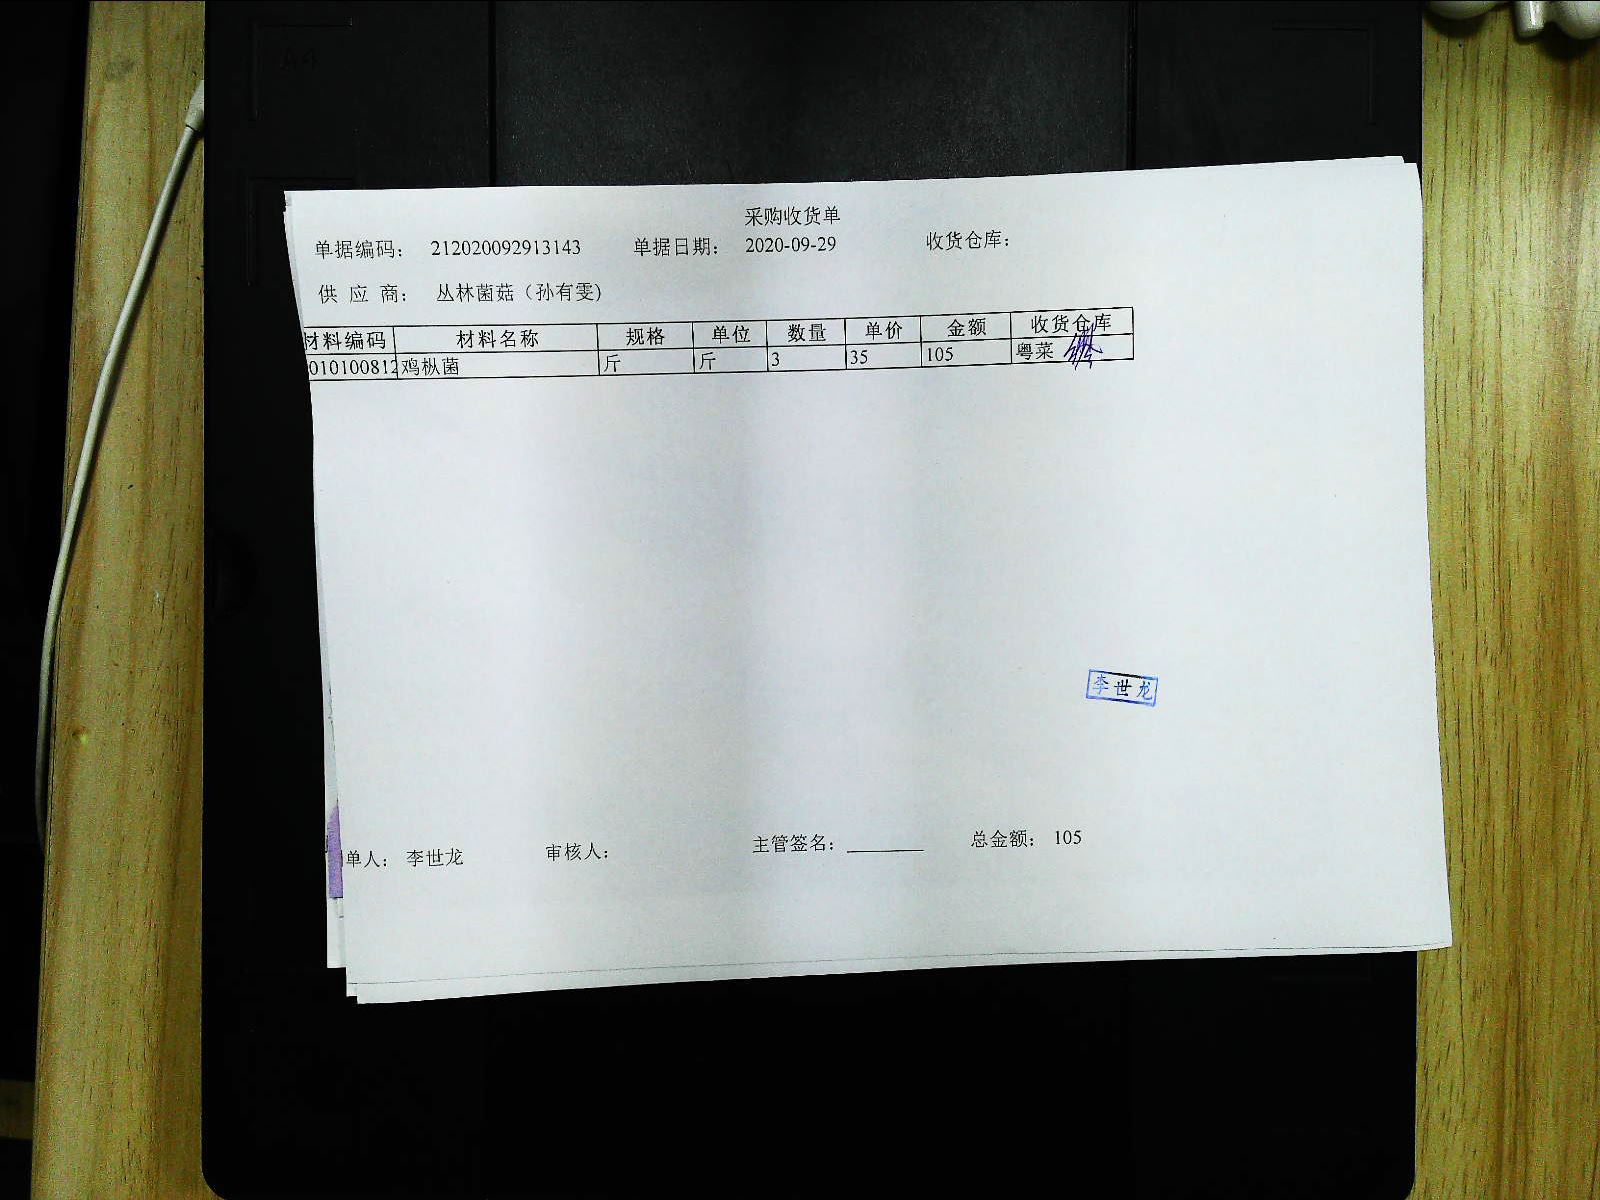 采购收货单
单据编码： 212020092913143 单据日期： 2020-09-29 收货仓库：
供 应 商： 丛林菌菇（孙有雯)
材料编码 材料名称 规格 单位 数量 单价 金额 收货仓库
010100812 鸡枞菌 斤 斤 3 35 105 粤菜
李世龙
单人： 李世龙 审核人： 主管签名：________ 总金额： 105